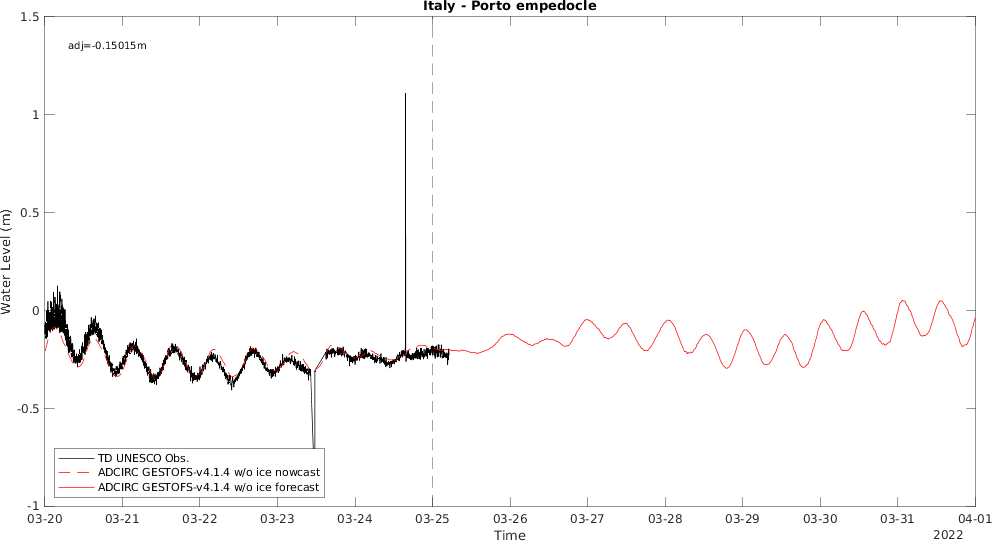 Italy - Porto empedocle
adj=-0.15015m
1.5
1
0.5
0
-0.5
-1
Water Level (m)
TD UNESCO Obs.
ADCIRC GESTOFS-v4.1.4 w/o ice nowcast
ADCIRC GESTOFS-v4.1.4 w/o ice forecast
03-20 03-21 03-22 03-23 03-24 03-25 03-26 03-27 03-28 03-29 03-30 03-31 04-01
Time
2022